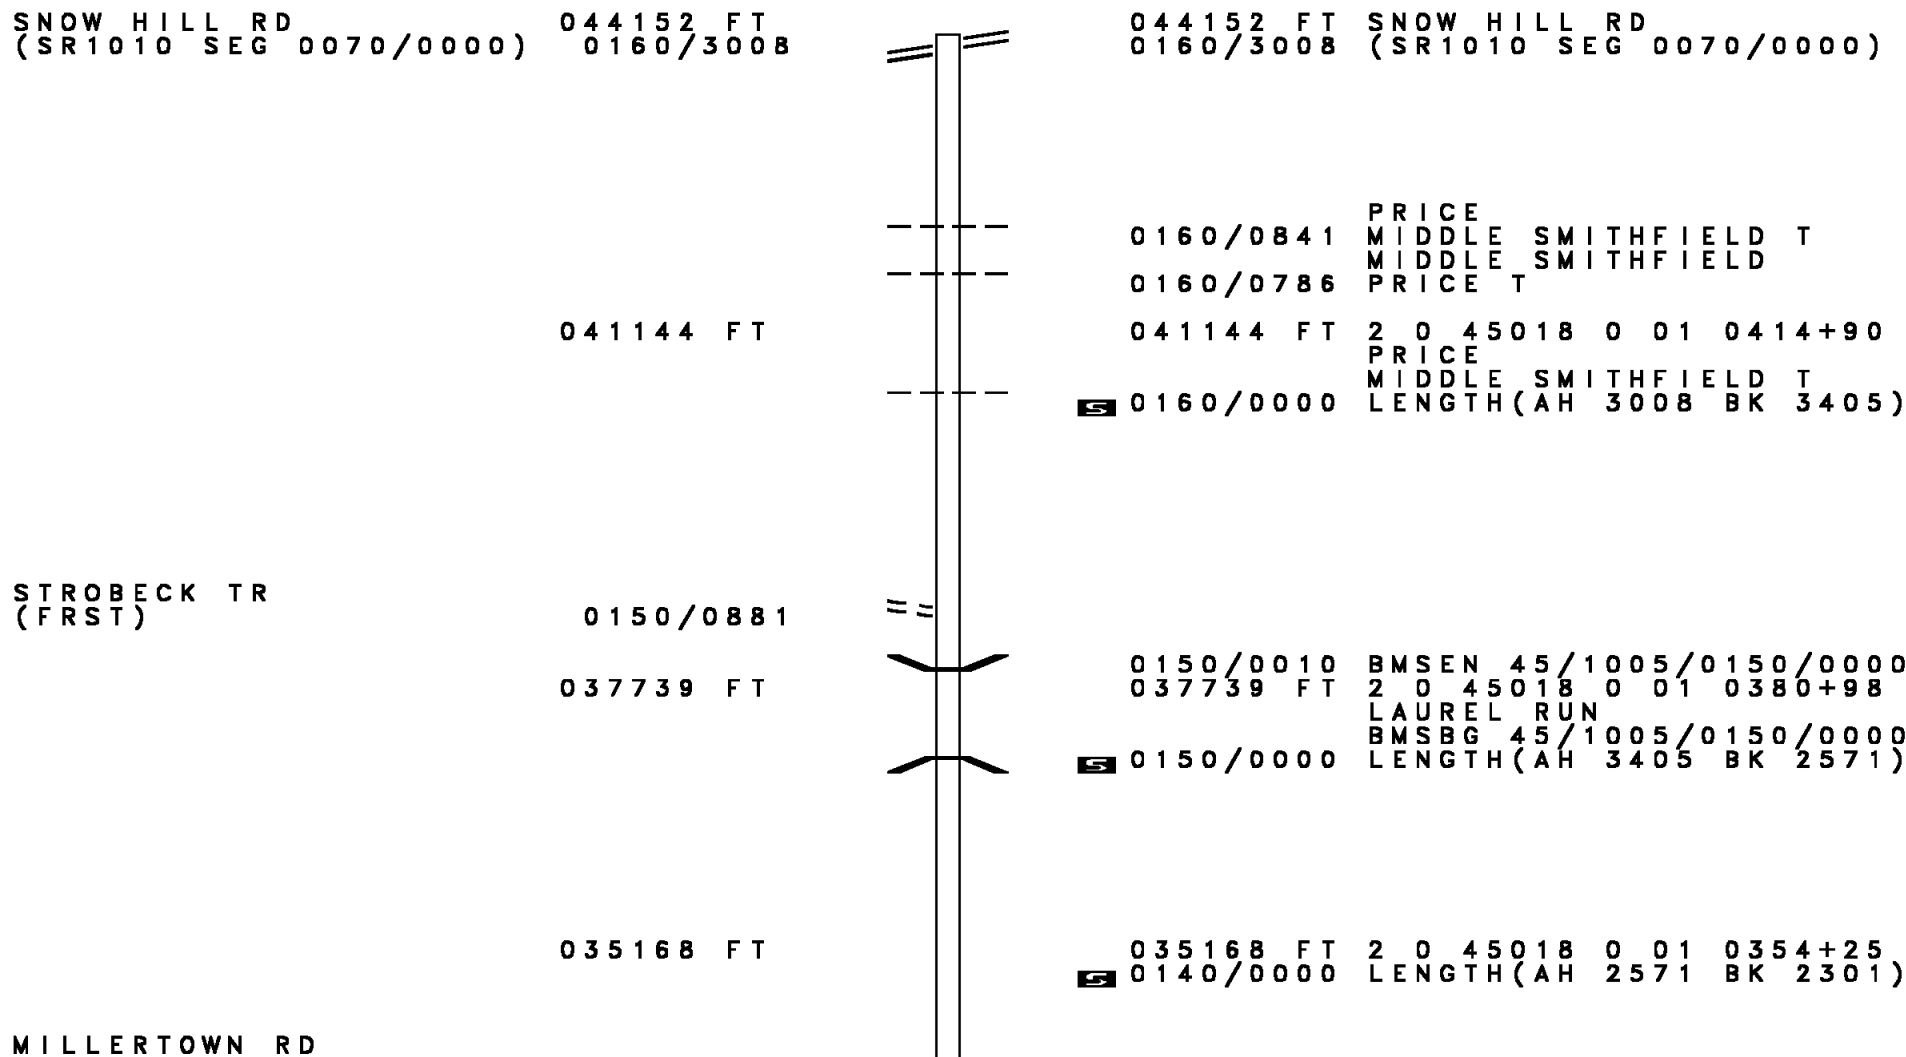 SNOW HILL RD 044152 FT 044152 FT SNOW HILL RD
(SR1010 SEG 0070/0000) 0160/3008 0160/3008 (SR1010 SEG 0070/0000)
PRICE
0160/0841 MIDDLE SMITHFIELD T
MIDDLE SMITHFIELD
0160/0786 PRICE T
041144 FT 041144 FT 2 0 45018 0 01 0414+90
PRICE
MIDDLE SMITHFIELD T
S 0160/0000 LENGTH(AH 3008 BK 3405)
STROBECK TR
(FRST) 0150/0881
0150/0010 BMSEN 45/1005/0150/0000
037739 FT 037739 FT 2 0 45018 0 01 0380+98
LAUREL RUN
BMSBG 45/1005/0150/0000
S 0150/0000 LENGTH(AH 3405 BK 2571)
035168 FT 035168 FT 2 0 45018 0 01 0354+25
S 0140/0000 LENGTH(AH 2571 BK 2301)
MILLERTOWN RD